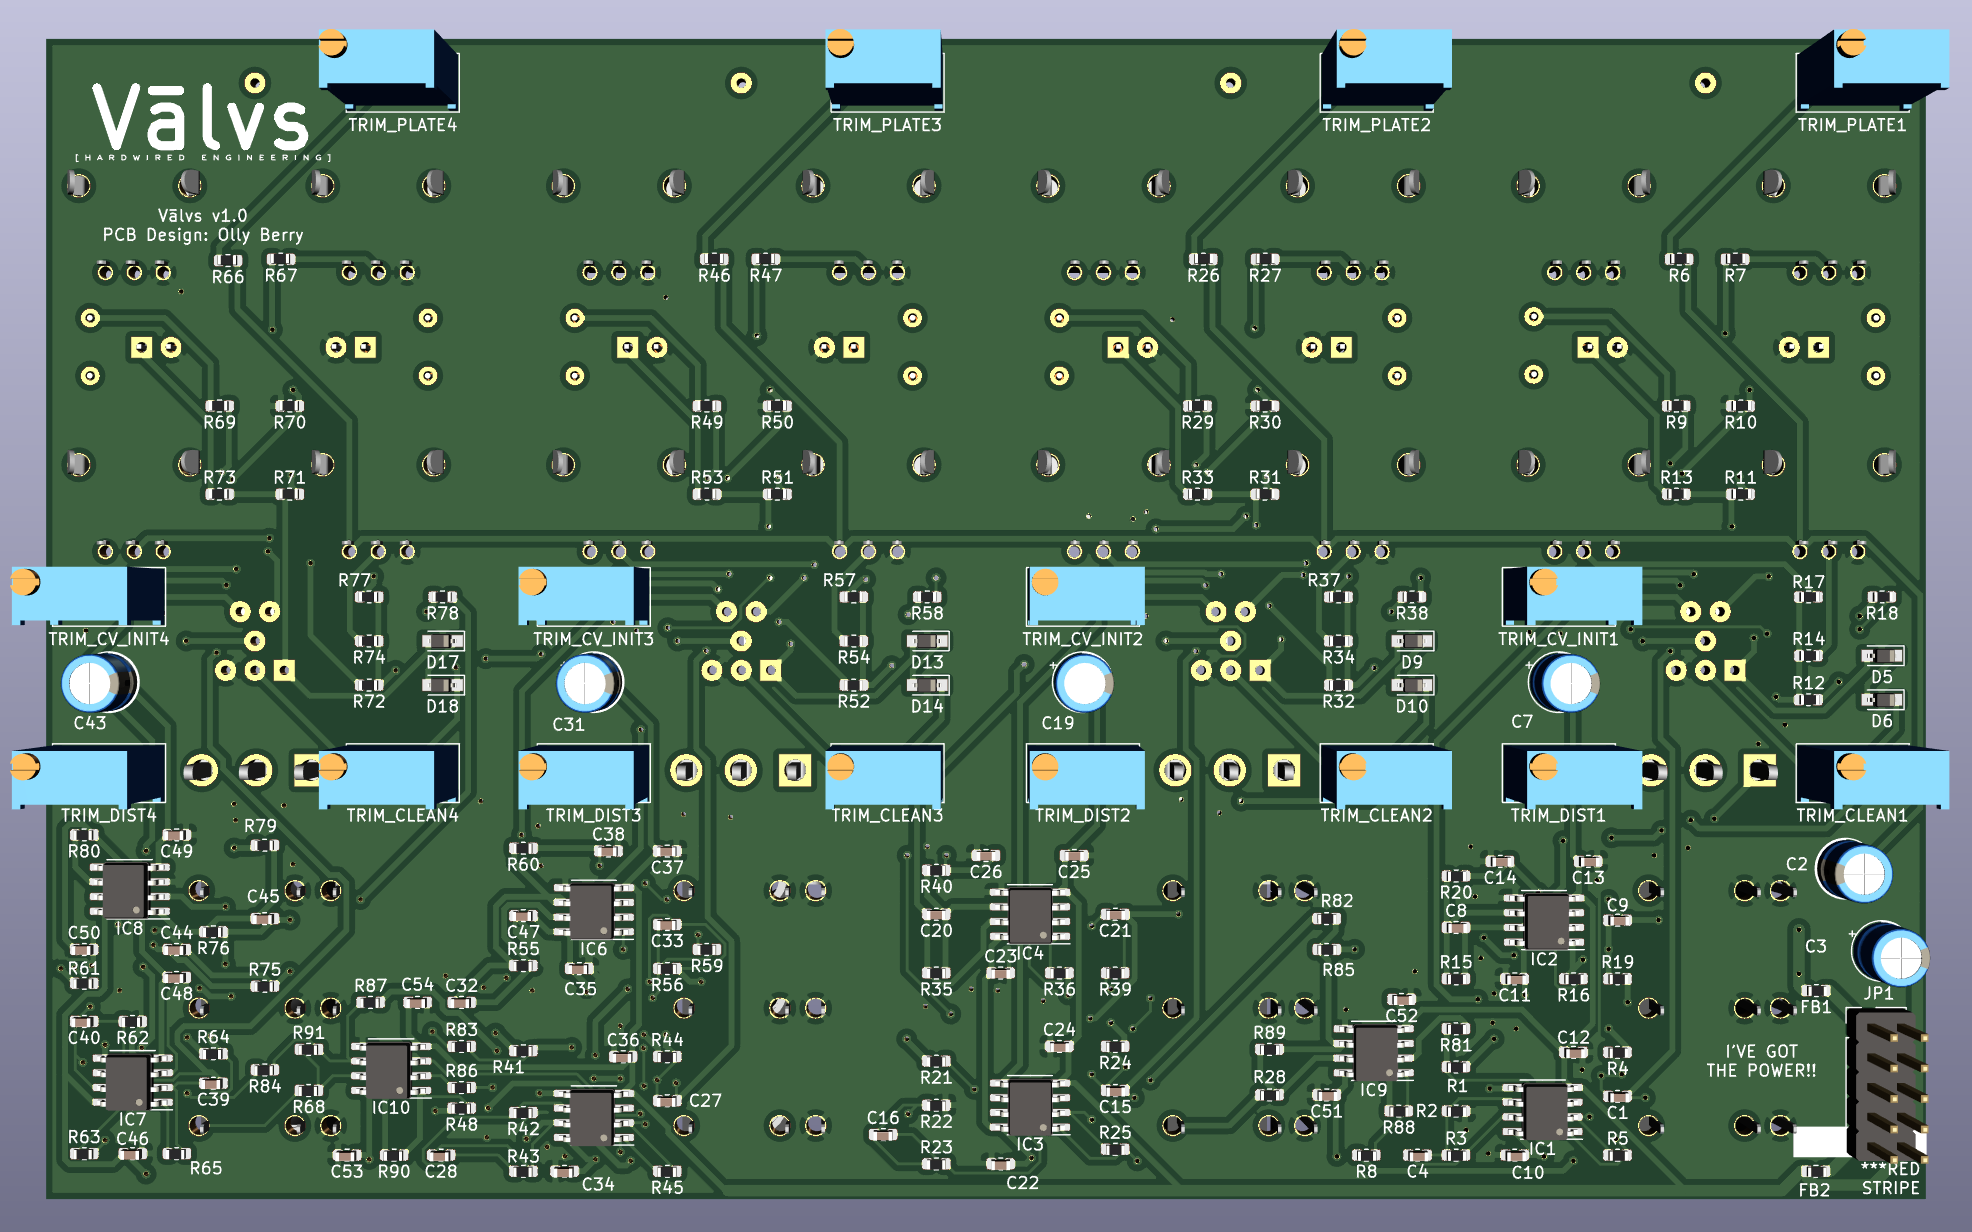 TRIM_PLATE4 TRIM_PLATE3 TRIM_PLATE2 TRIM_PLATE1
Vālvs
[HARDWIRED ENGINEERING]
Vālvs v1.0
PCB Design: Olly Berry
R66 R67 R46 R47 R26 R27 R6 R7
R69 R70 R49 R50 R29 R30 R9 R10
R73 R71 R53 R51 R33 R31 R13 R11
R77 R57 R37 R17
R78 R58 R38 R18
TRIM_CV_INIT4 TRIM_CV_INIT3 TRIM_CV_INIT2 TRIM_CV_INIT1
R74 D17 R54 D13 R34 D9 R14 D5
+ +
R72 D18 R52 D14 R32 D10 R12 D6
C43 C31 C19 C7
TRIM_DIST4 TRIM_CLEAN4 TRIM_DIST3 TRIM_CLEAN3 TRIM_DIST2 TRIM_CLEAN2 TRIM_DIST1 TRIM_CLEAN1
R80 C49 R79 R60 C38 C37 R40 C26 C25 R20 C14 C13 C2
IC8 C45 C47 C33 C20 C21 R82 C8 C9
+
C50 C44 R76 R55 IC6 R59 C23 IC4 R85 IC2 C3
R61 C48 R75 C35 R56 R35 R36 R39 R15 C11 R16 R19 FB1 JP1
C40 R62 R64 R91 R87 C54 C32 R83 C52
R84 R41 C36 R44 C24 R24 R89 R81 C12 R4
I'VE GOT
THE POWER!!
IC7 C39 R68 IC10 R86 R21 R28 IC9 R1
R48 R42 C27 C16 R22 C15 C51 R88 R2 C1
R63 C46 R65 C53 R90 C28 R43 C34 R45 R23 C22 IC3 R25 R8 C4 R3 C10 IC1 R5 FB2
***RED
STRIPE